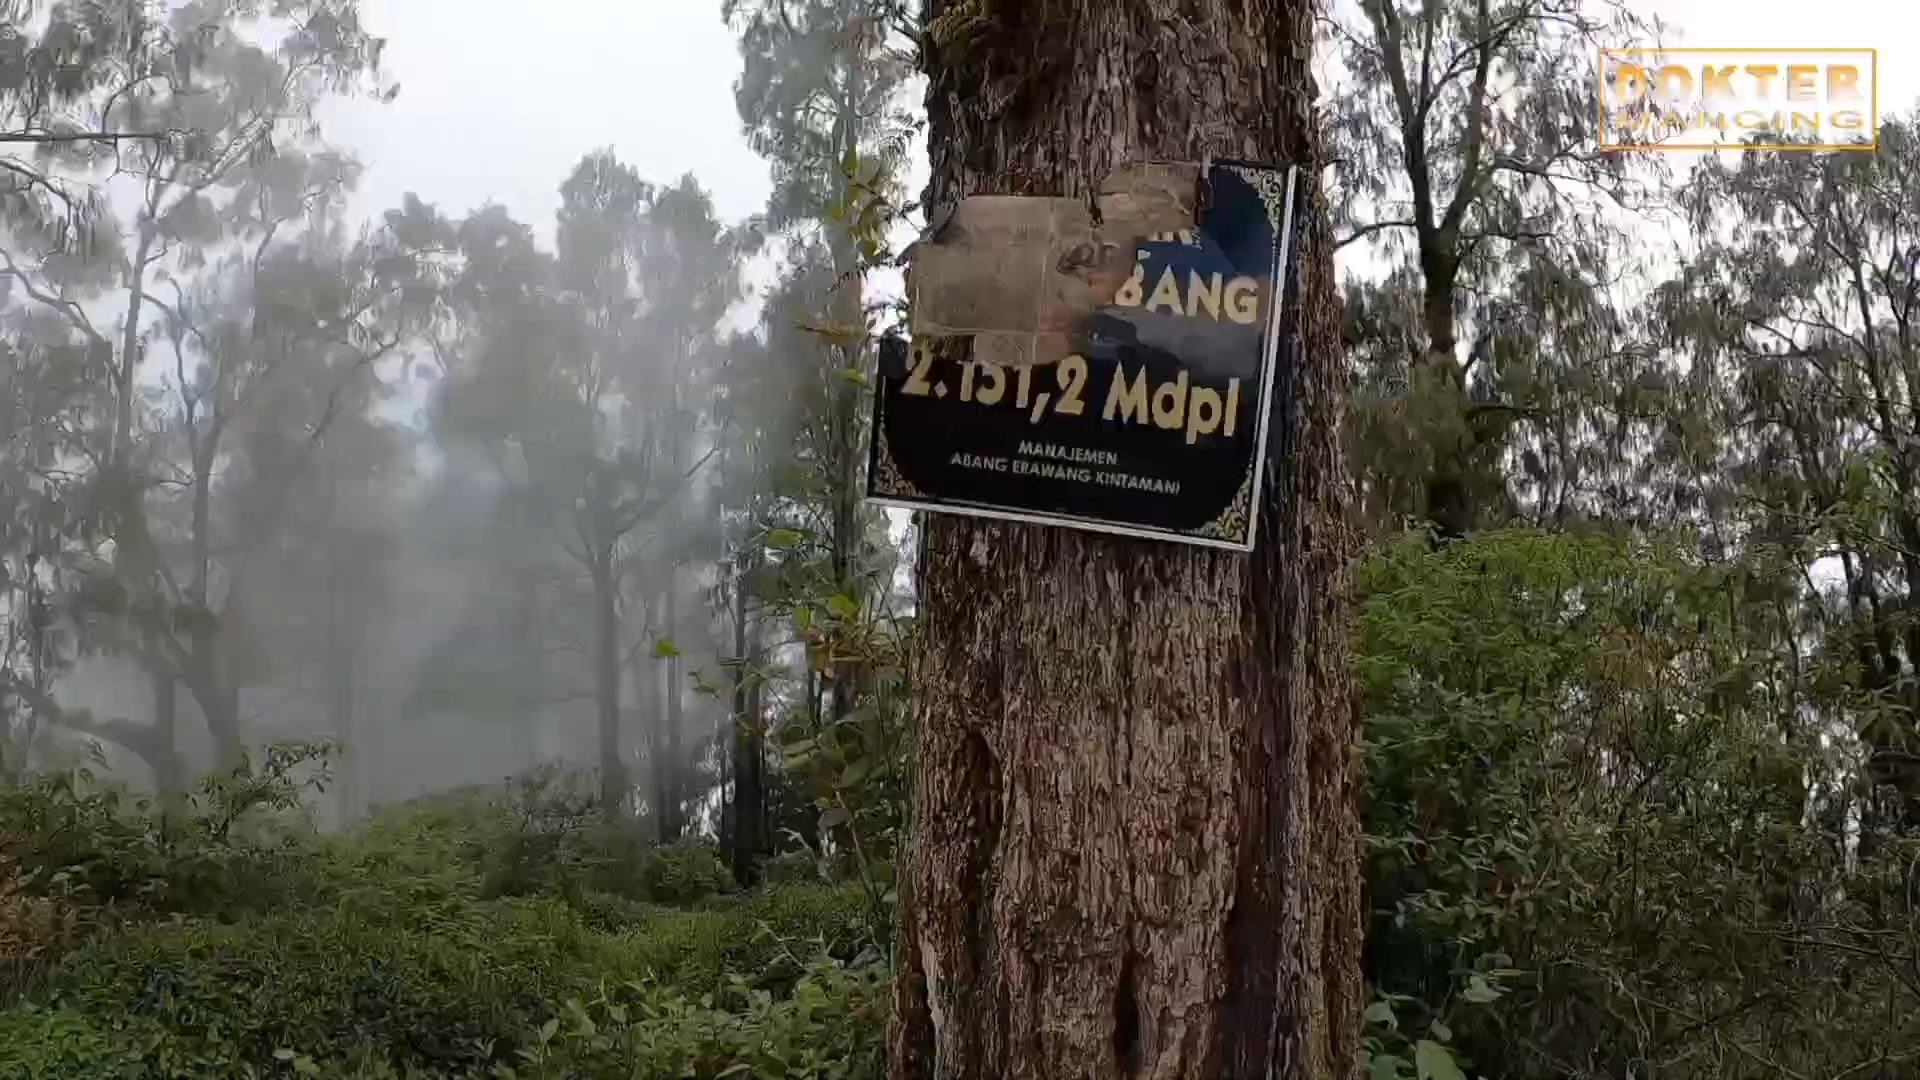 DOKTER
MANCING
BANG
2.151,2 Mdpl
MANAJEMEN
ABANG ERAWANG KINTAMANI